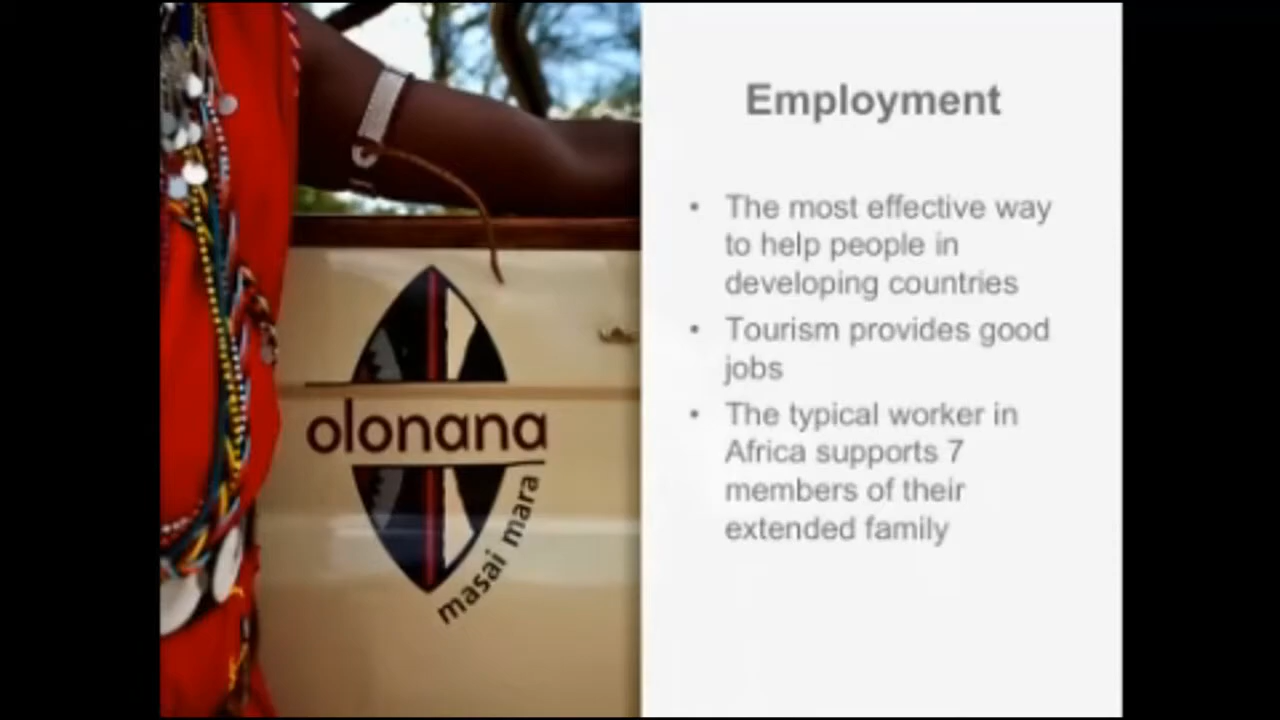 olonana
masai mara
Employment
• The most effective way
to help people in
developing countries
• Tourism provides good
jobs
• The typical worker in
Africa supports 7
members of their
extended family